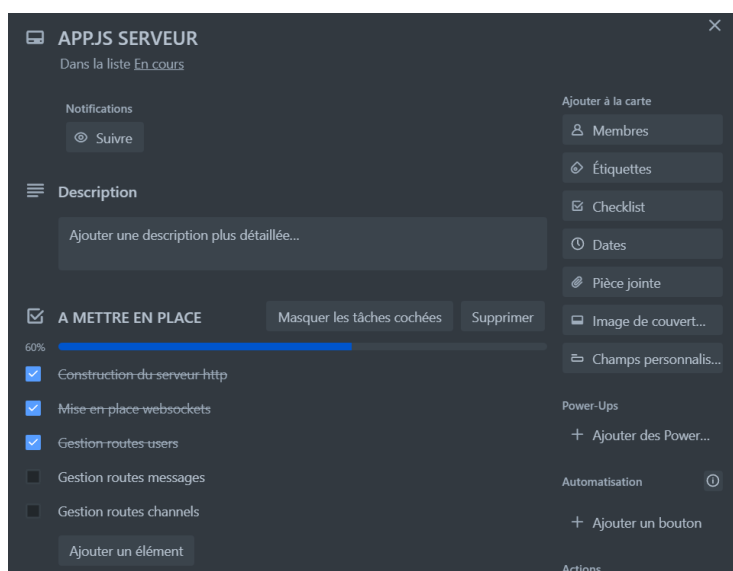 APP.JS SERVEUR
Dans la liste En cours
Notifications
Suivre
Description
Ajouter une description plus détaillée...
A METTRE EN PLACE
Masquer les tâches cochées
Supprimer
60%
Construction du serveur http
Mise en place websockets
Gestion routes users
Gestion routes messages
Gestion routes channels
Ajouter un élément
Ajouter à la carte
Membres
Étiquettes
Checklist
Dates
Pièce jointe
Image de couvert...
Champs personnalis...
Power-Ups
+ Ajouter des Power...
Automatisation
+ Ajouter un bouton
Actions